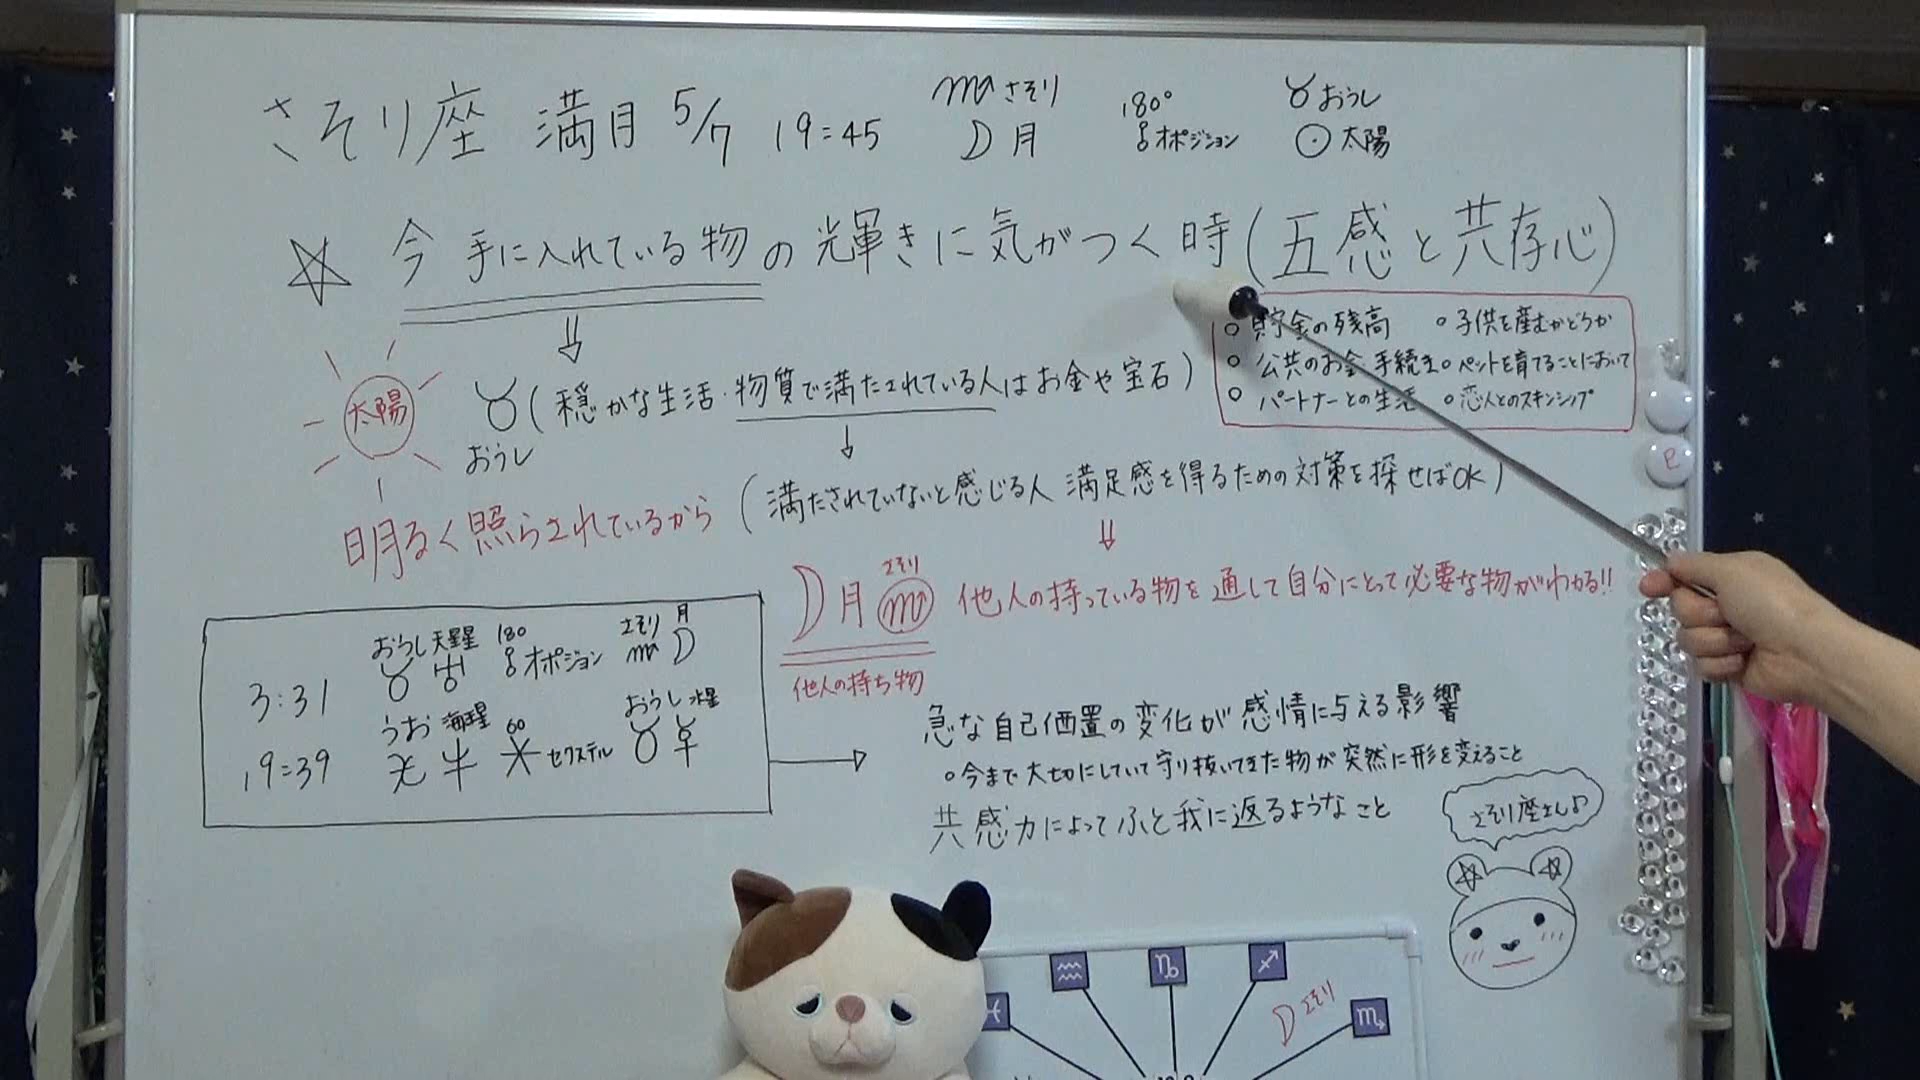 さそり座 満月 5/7 19:45
♏さそり
☽月
180°
☍オポジション
♉おうし
☉太陽
☆ 今 手に入れている物の輝きに気がつく時(五感と共存心)
○ 貯金の残高 ○子供を産むかどうか
○ 公共のお金 手続き ○ペットを育てることにおいて
○ パートナーとの生活 ○恋人とのスキンシップ
太陽
♉(穏かな生活・物質で満たされている人はお金や宝石)
おうし
明るく照らされているから
(満たされていないと感じる人 満足感を得るための対策を探せばOK)
さそり
☽月♏ 他人の持っている物を通して自分にとって必要な物がわかる!!
他人の持ち物
おうし 天王星 180 さそり 月
3:31 ♉ ♅ ☍オポジション ♏ ☽
うお 海王星 60 おうし 水星
19:39 セクステル ♉ ☿
急な自己価置の変化が感情に与える影響
○今まで大切にしていて守り抜いてきた物が突然に形を変えること
共感力によってふと我に返るようなこと
さそり座さん♪
♓ ♒ ♑ ♐ ♏
☽さそり